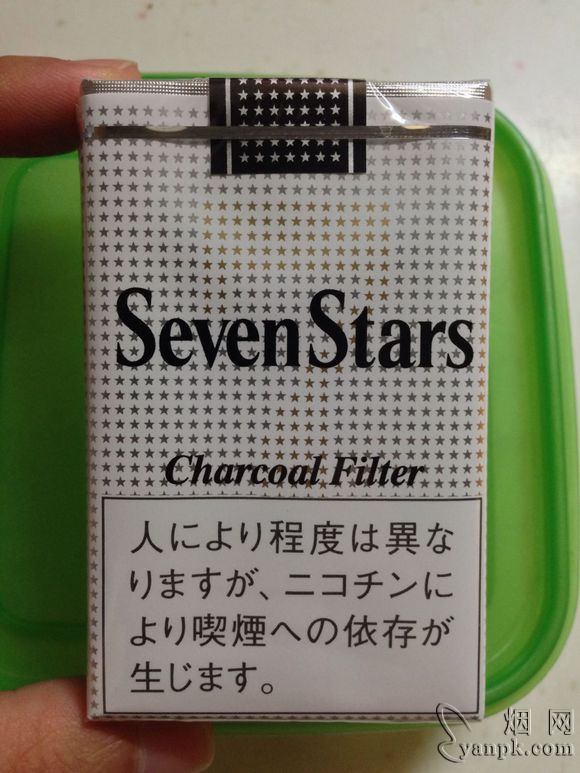 Seven Stars
Charcoal Filter
人により程度は異な
りますが、ニコチンに
より喫煙への依存が
生じます。
烟网
yanpk.com